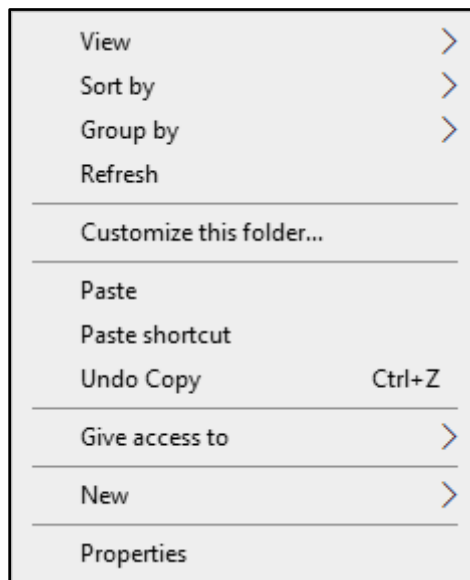 View
Sort by
Group by
Refresh
Customize this folder...
Paste
Paste shortcut
Undo Copy Ctrl+Z
Give access to
New
Properties